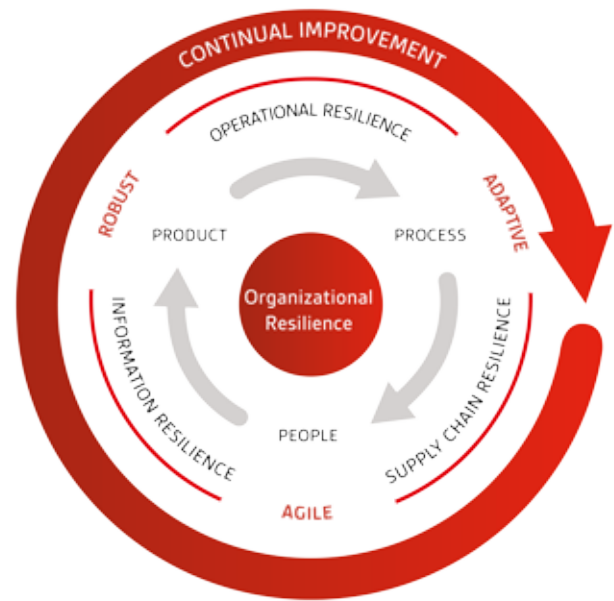 CONTINUAL IMPROVEMENT
OPERATIONAL RESILIENCE
ROBUST
ADAPTIVE
PRODUCT
PROCESS
Organizational
Resilience
INFORMATION RESILIENCE
SUPPLY CHAIN RESILIENCE
PEOPLE
AGILE